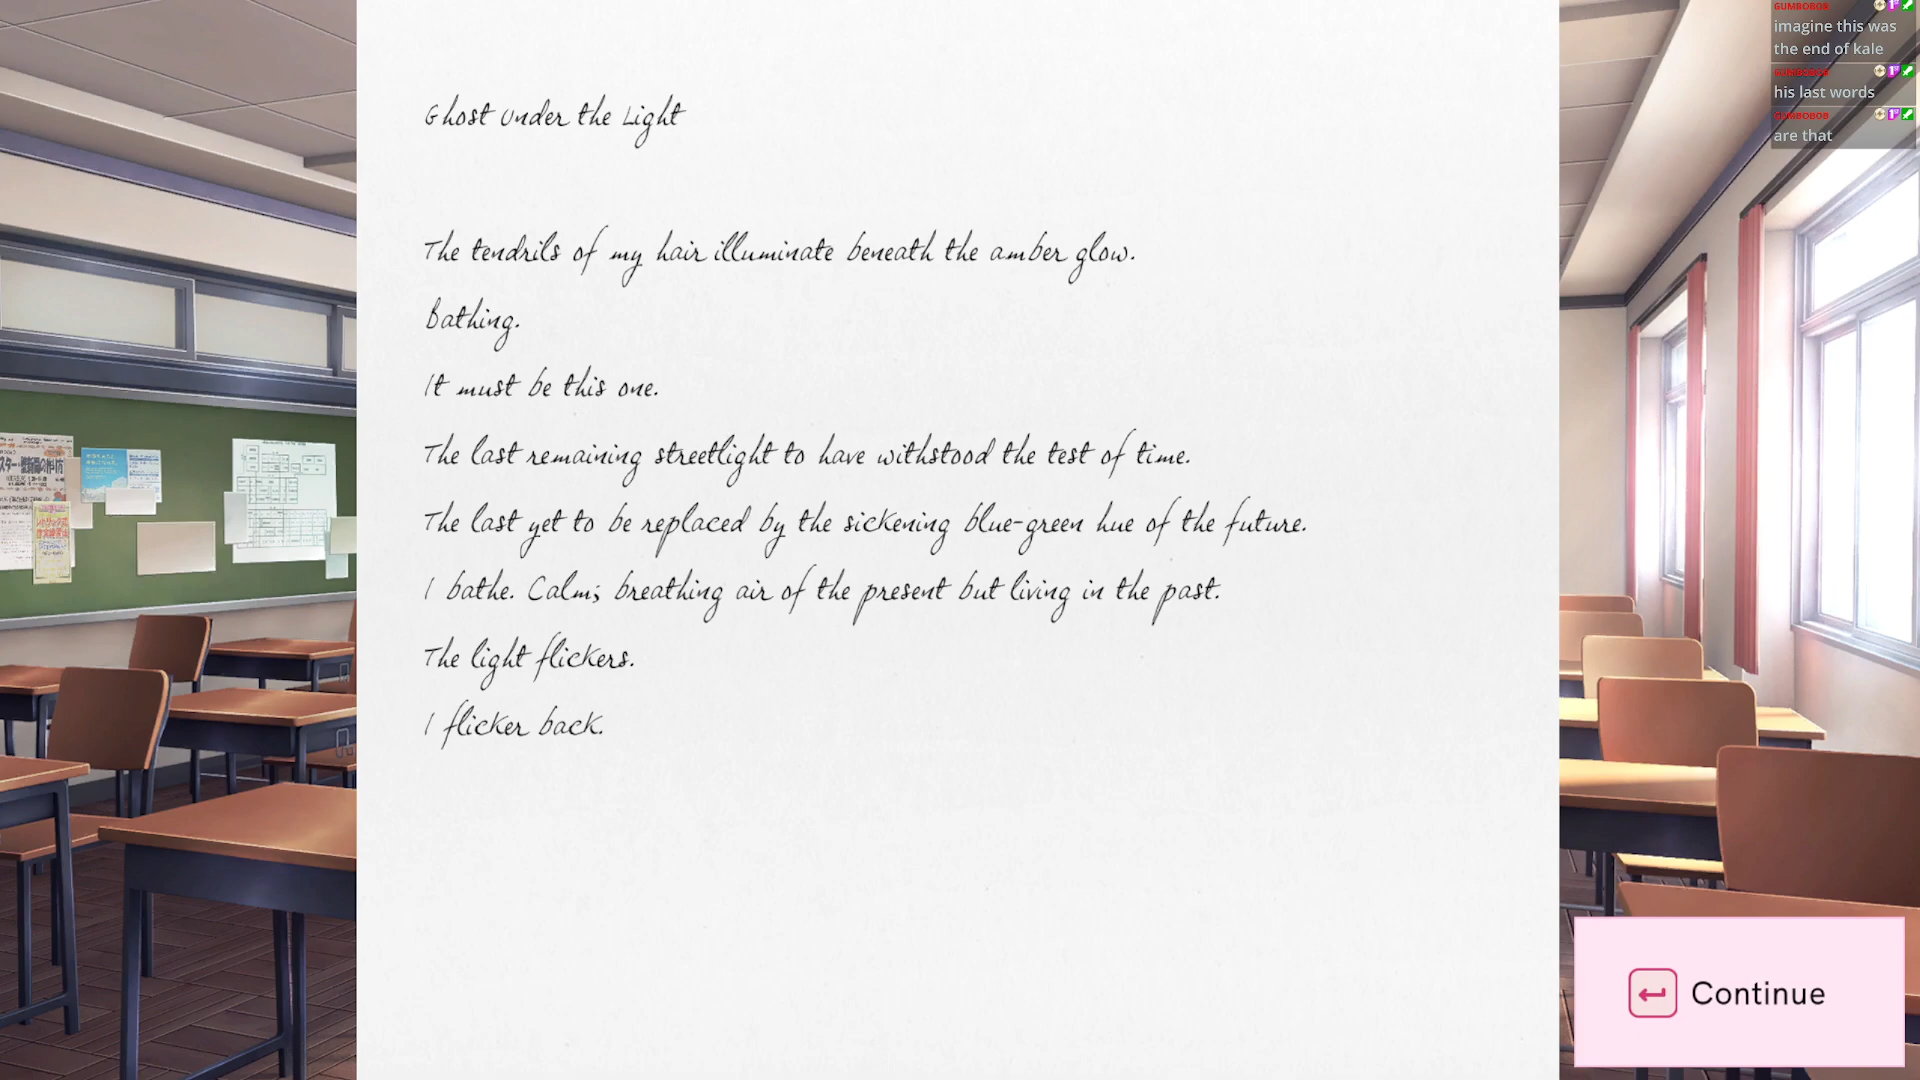 Ghost Under the Light
The tendrils of my hair illuminate beneath the amber glow.
Bathing.
It must be this one.
The last remaining streetlight to have withstood the test of time.
The last yet to be replaced by the sickening blue-green hue of the future.
I bathe. Calm; breathing air of the present but living in the past.
The light flickers.
I flicker back.
GUMBOBOB
imagine this was
the end of kale
GUMBOBOB
his last words
GUMBOBOB
are that
Continue